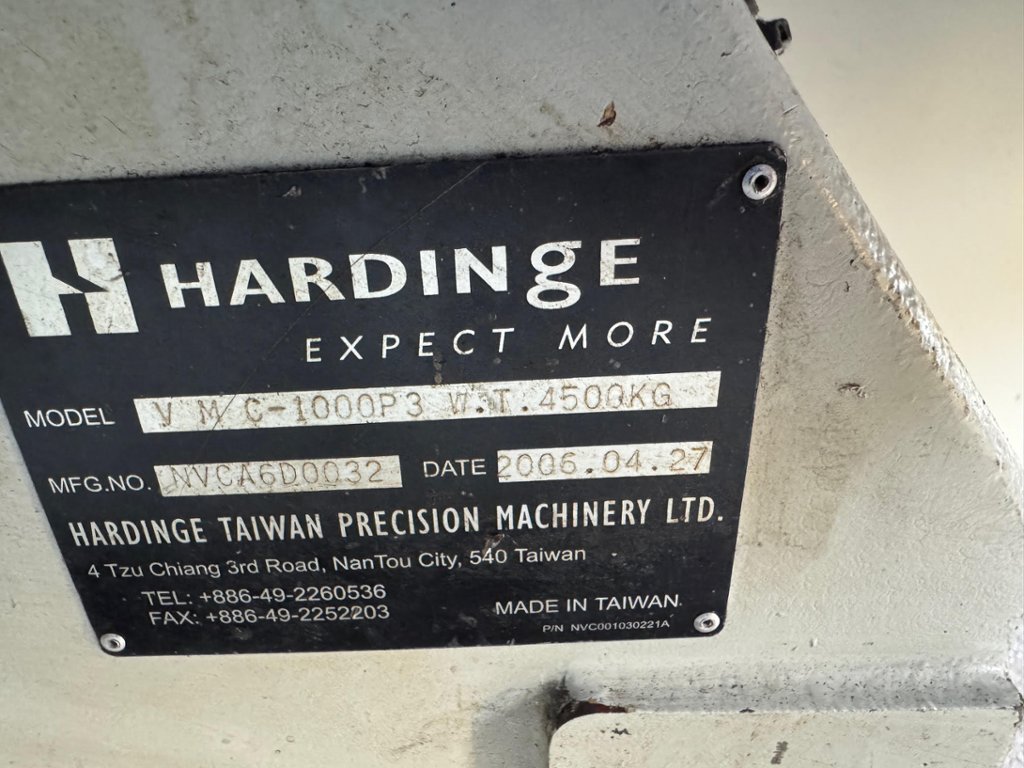 HARDINgE
EXPECT MORE
MODEL V M C-1000P3 W.T.4500KG
MFG.NO. NVCA6D0032 DATE 2006.04.27
HARDINGE TAIWAN PRECISION MACHINERY LTD.
4 Tzu Chiang 3rd Road, NanTou City, 540 Taiwan
TEL: +886-49-2260536
FAX: +886-49-2252203
MADE IN TAIWAN.
P/N NVC001030221A